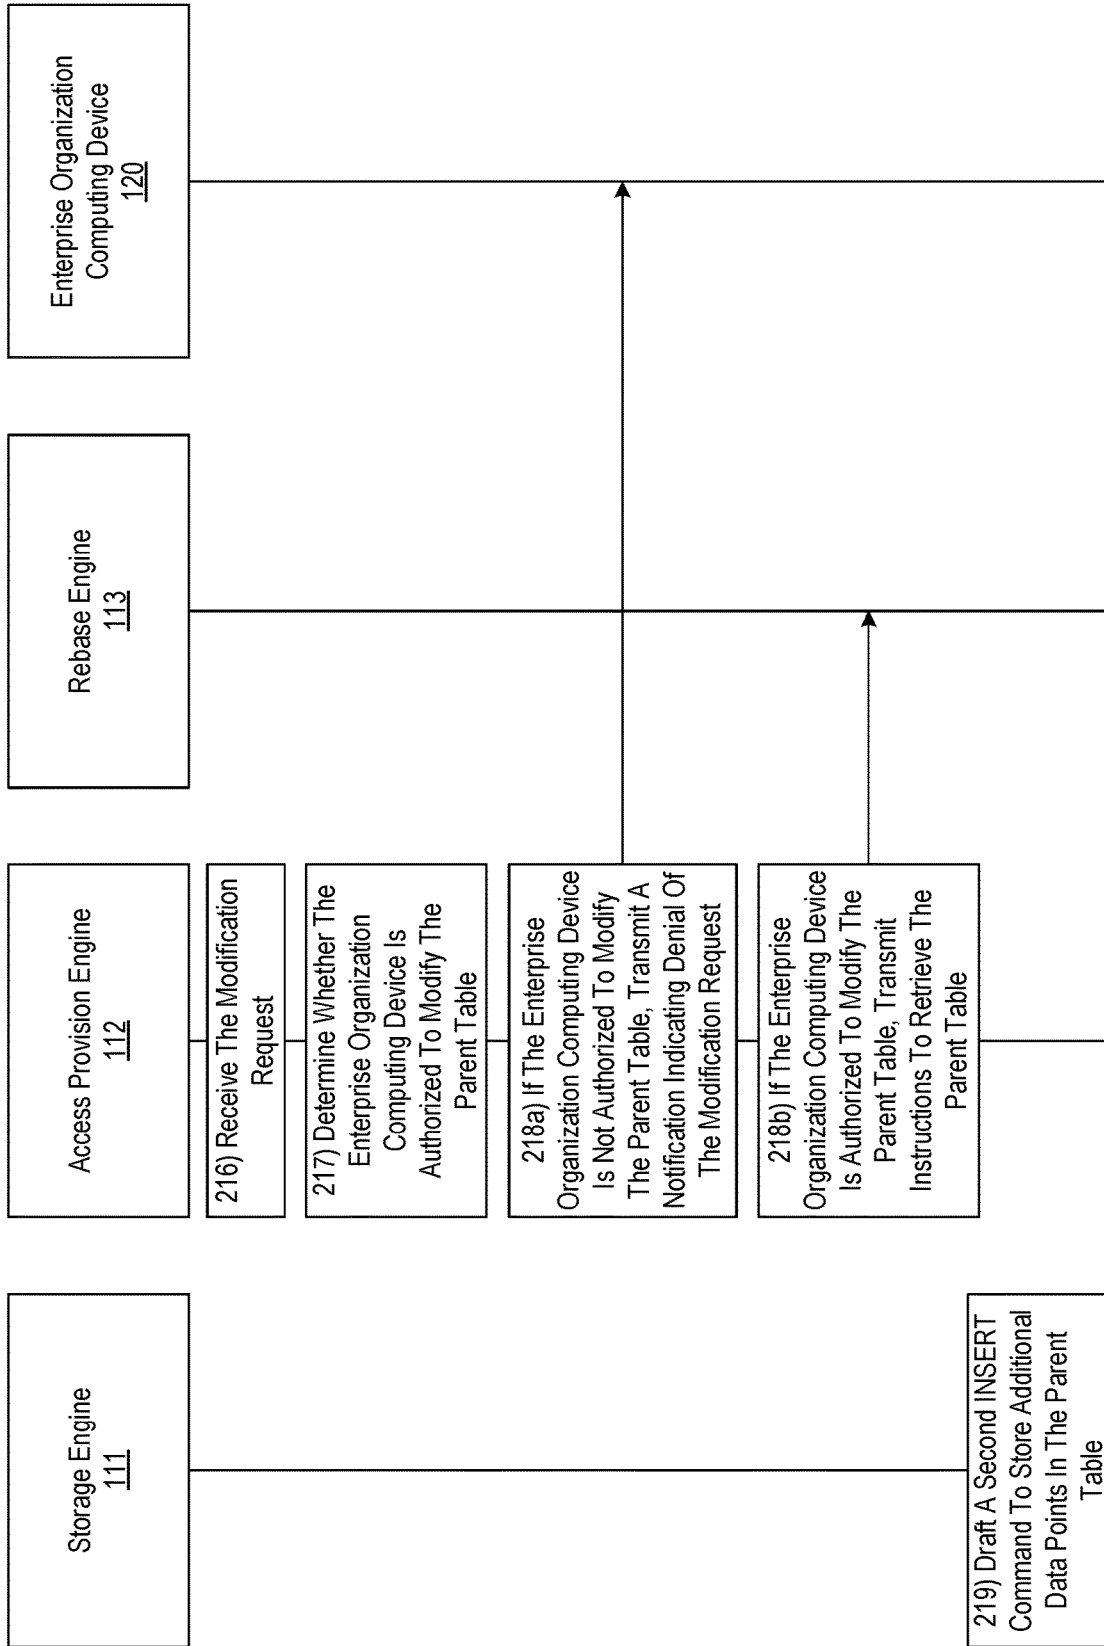 Storage Engine
111
Access Provision Engine
112
Rebase Engine
113
Enterprise Organization
Computing Device
120
216) Receive The Modification
Request
217) Determine Whether The
Enterprise Organization
Computing Device Is
Authorized To Modify The
Parent Table
218a) If The Enterprise
Organization Computing Device
Is Not Authorized To Modify
The Parent Table, Transmit A
Notification Indicating Denial Of
The Modification Request
218b) If The Enterprise
Organization Computing Device
Is Authorized To Modify The
Parent Table, Transmit
Instructions To Retrieve The
Parent Table
219) Draft A Second INSERT
Command To Store Additional
Data Points In The Parent
Table